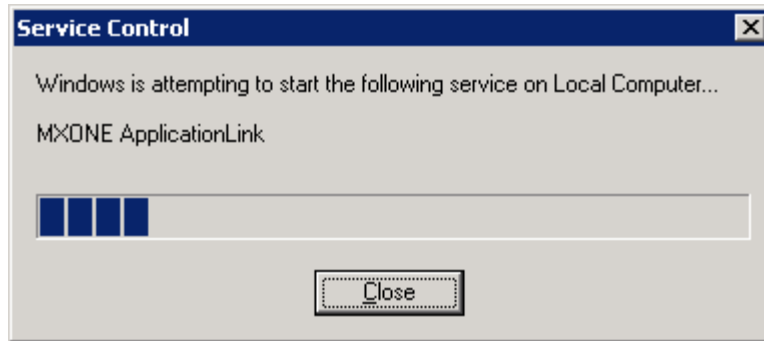 Service Control
Windows is attempting to start the following service on Local Computer...
MXONE ApplicationLink
Close